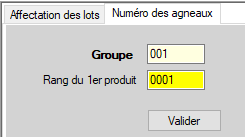 Affectation des lots Numéro des agneaux
Groupe 001
Rang du 1er produit 0001
Valider